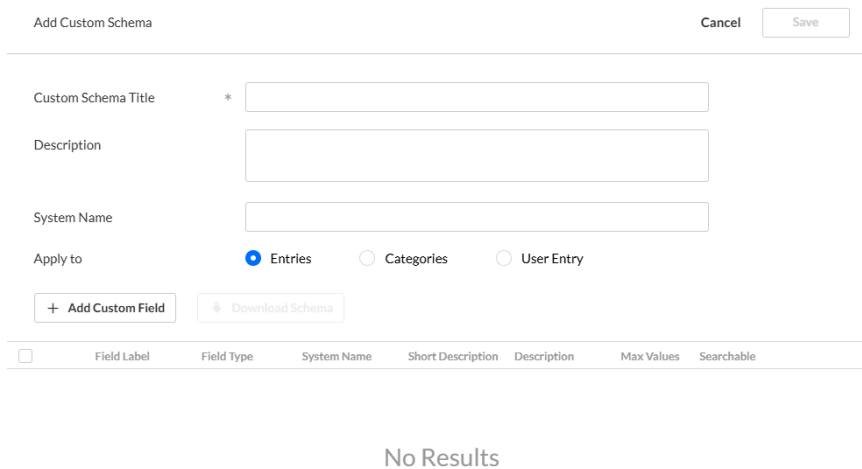 Add Custom Schema Cancel Save
Custom Schema Title *
Description
System Name
Apply to Entries Categories User Entry
+ Add Custom Field Download Schema
Field Label Field Type System Name Short Description Description Max Values Searchable
No Results